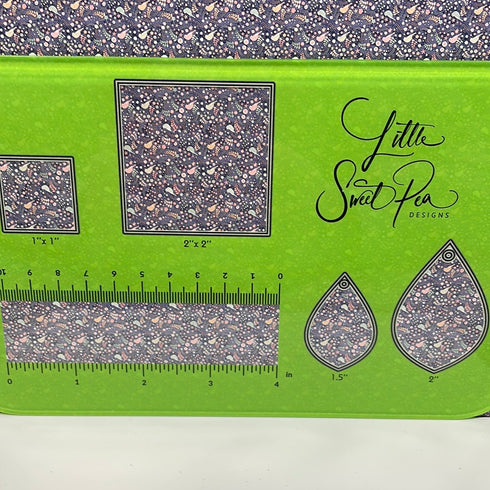 Little
Sweet Pea
DESIGNS
1"x 1"
2"x 2"
10 9 8 7 6 5 4 3 2 1 0
0 1 2 3 4 in
1.5"
2"